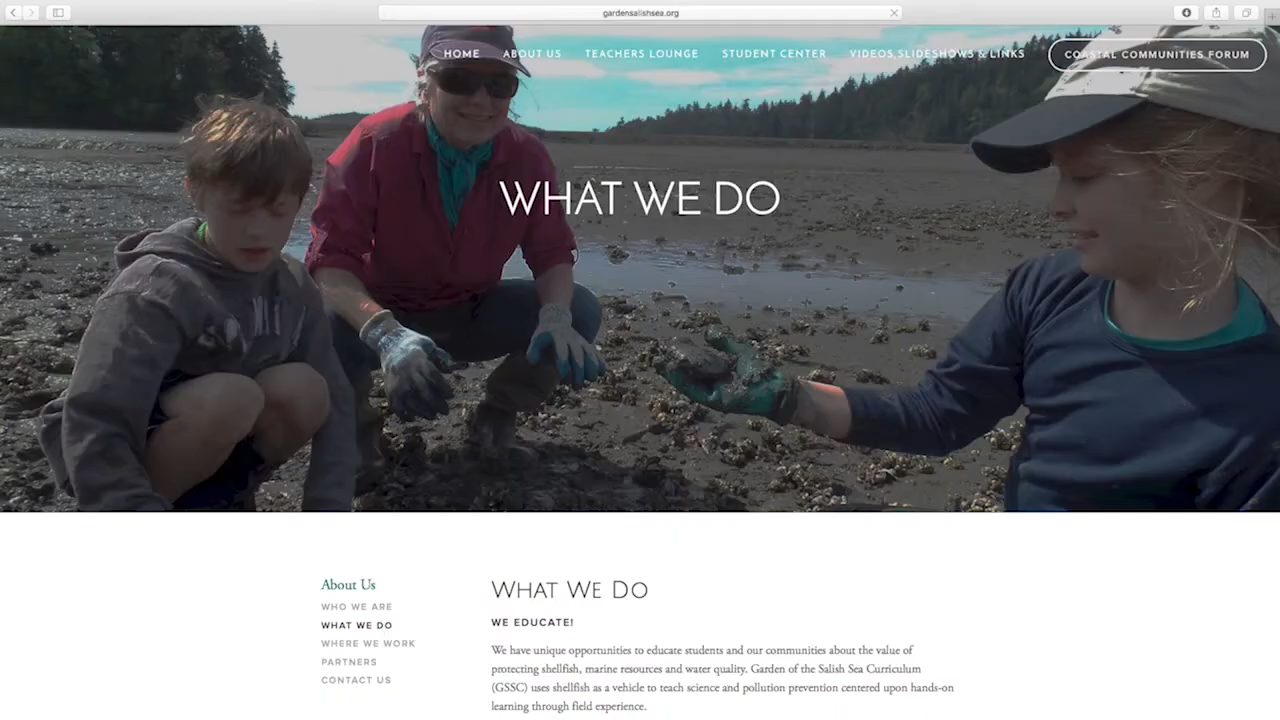 gardensalishsea.org
HOME ABOUT US TEACHERS LOUNGE STUDENT CENTER VIDEOS,SLIDESHOWS & LINKS COASTAL COMMUNITIES FORUM
WHAT WE DO
About Us
WHO WE ARE
WHAT WE DO
WHERE WE WORK
PARTNERS
CONTACT US
WHAT WE DO
WE EDUCATE!
We have unique opportunities to educate students and our communities about the value of
protecting shellfish, marine resources and water quality. Garden of the Salish Sea Curriculum
(GSSC) uses shellfish as a vehicle to teach science and pollution prevention centered upon hands-on
learning through field experience.